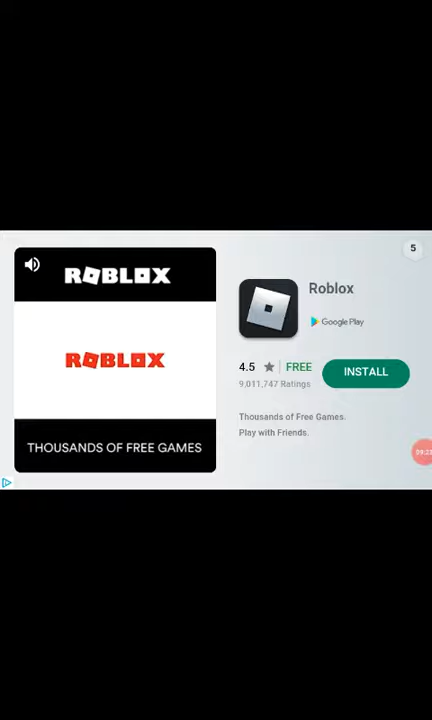 5
ROBLOX
ROBLOX
THOUSANDS OF FREE GAMES
Roblox
Google Play
4.5
FREE
INSTALL
9,011,747 Ratings
Thousands of Free Games.
Play with Friends.